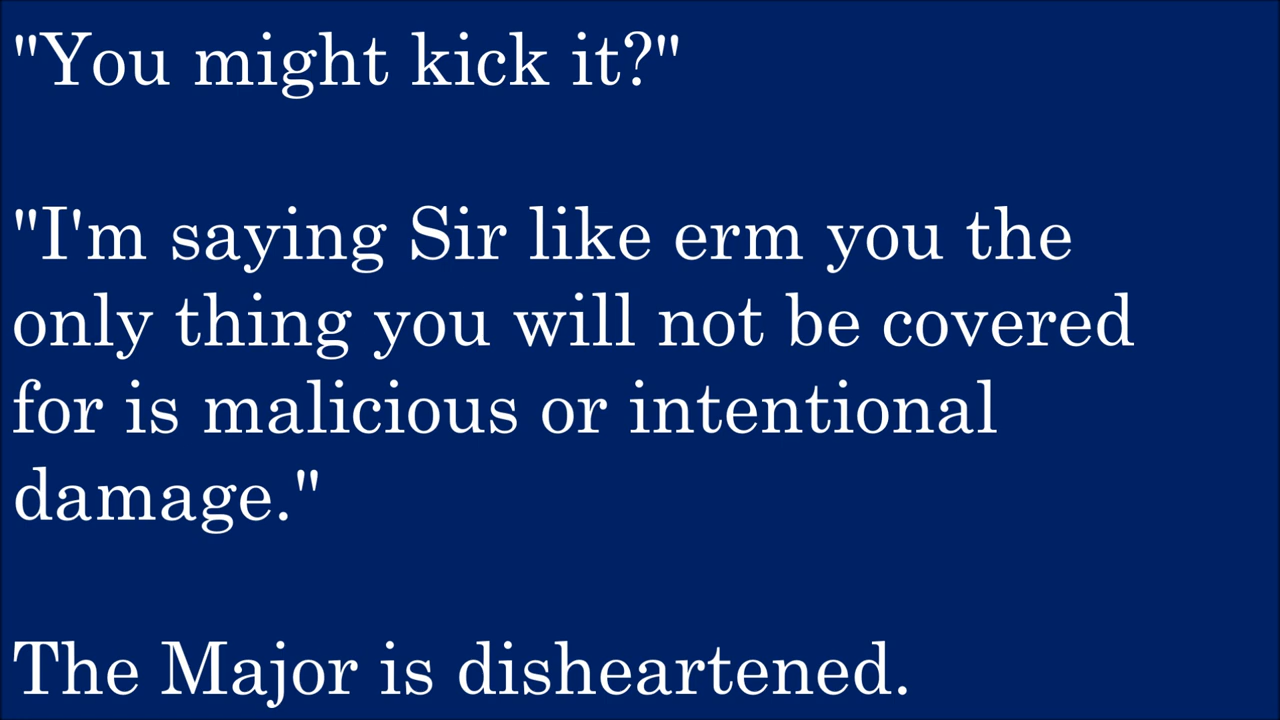 "You might kick it?"
"I'm saying Sir like erm you the
only thing you will not be covered
for is malicious or intentional
damage."
The Major is disheartened.